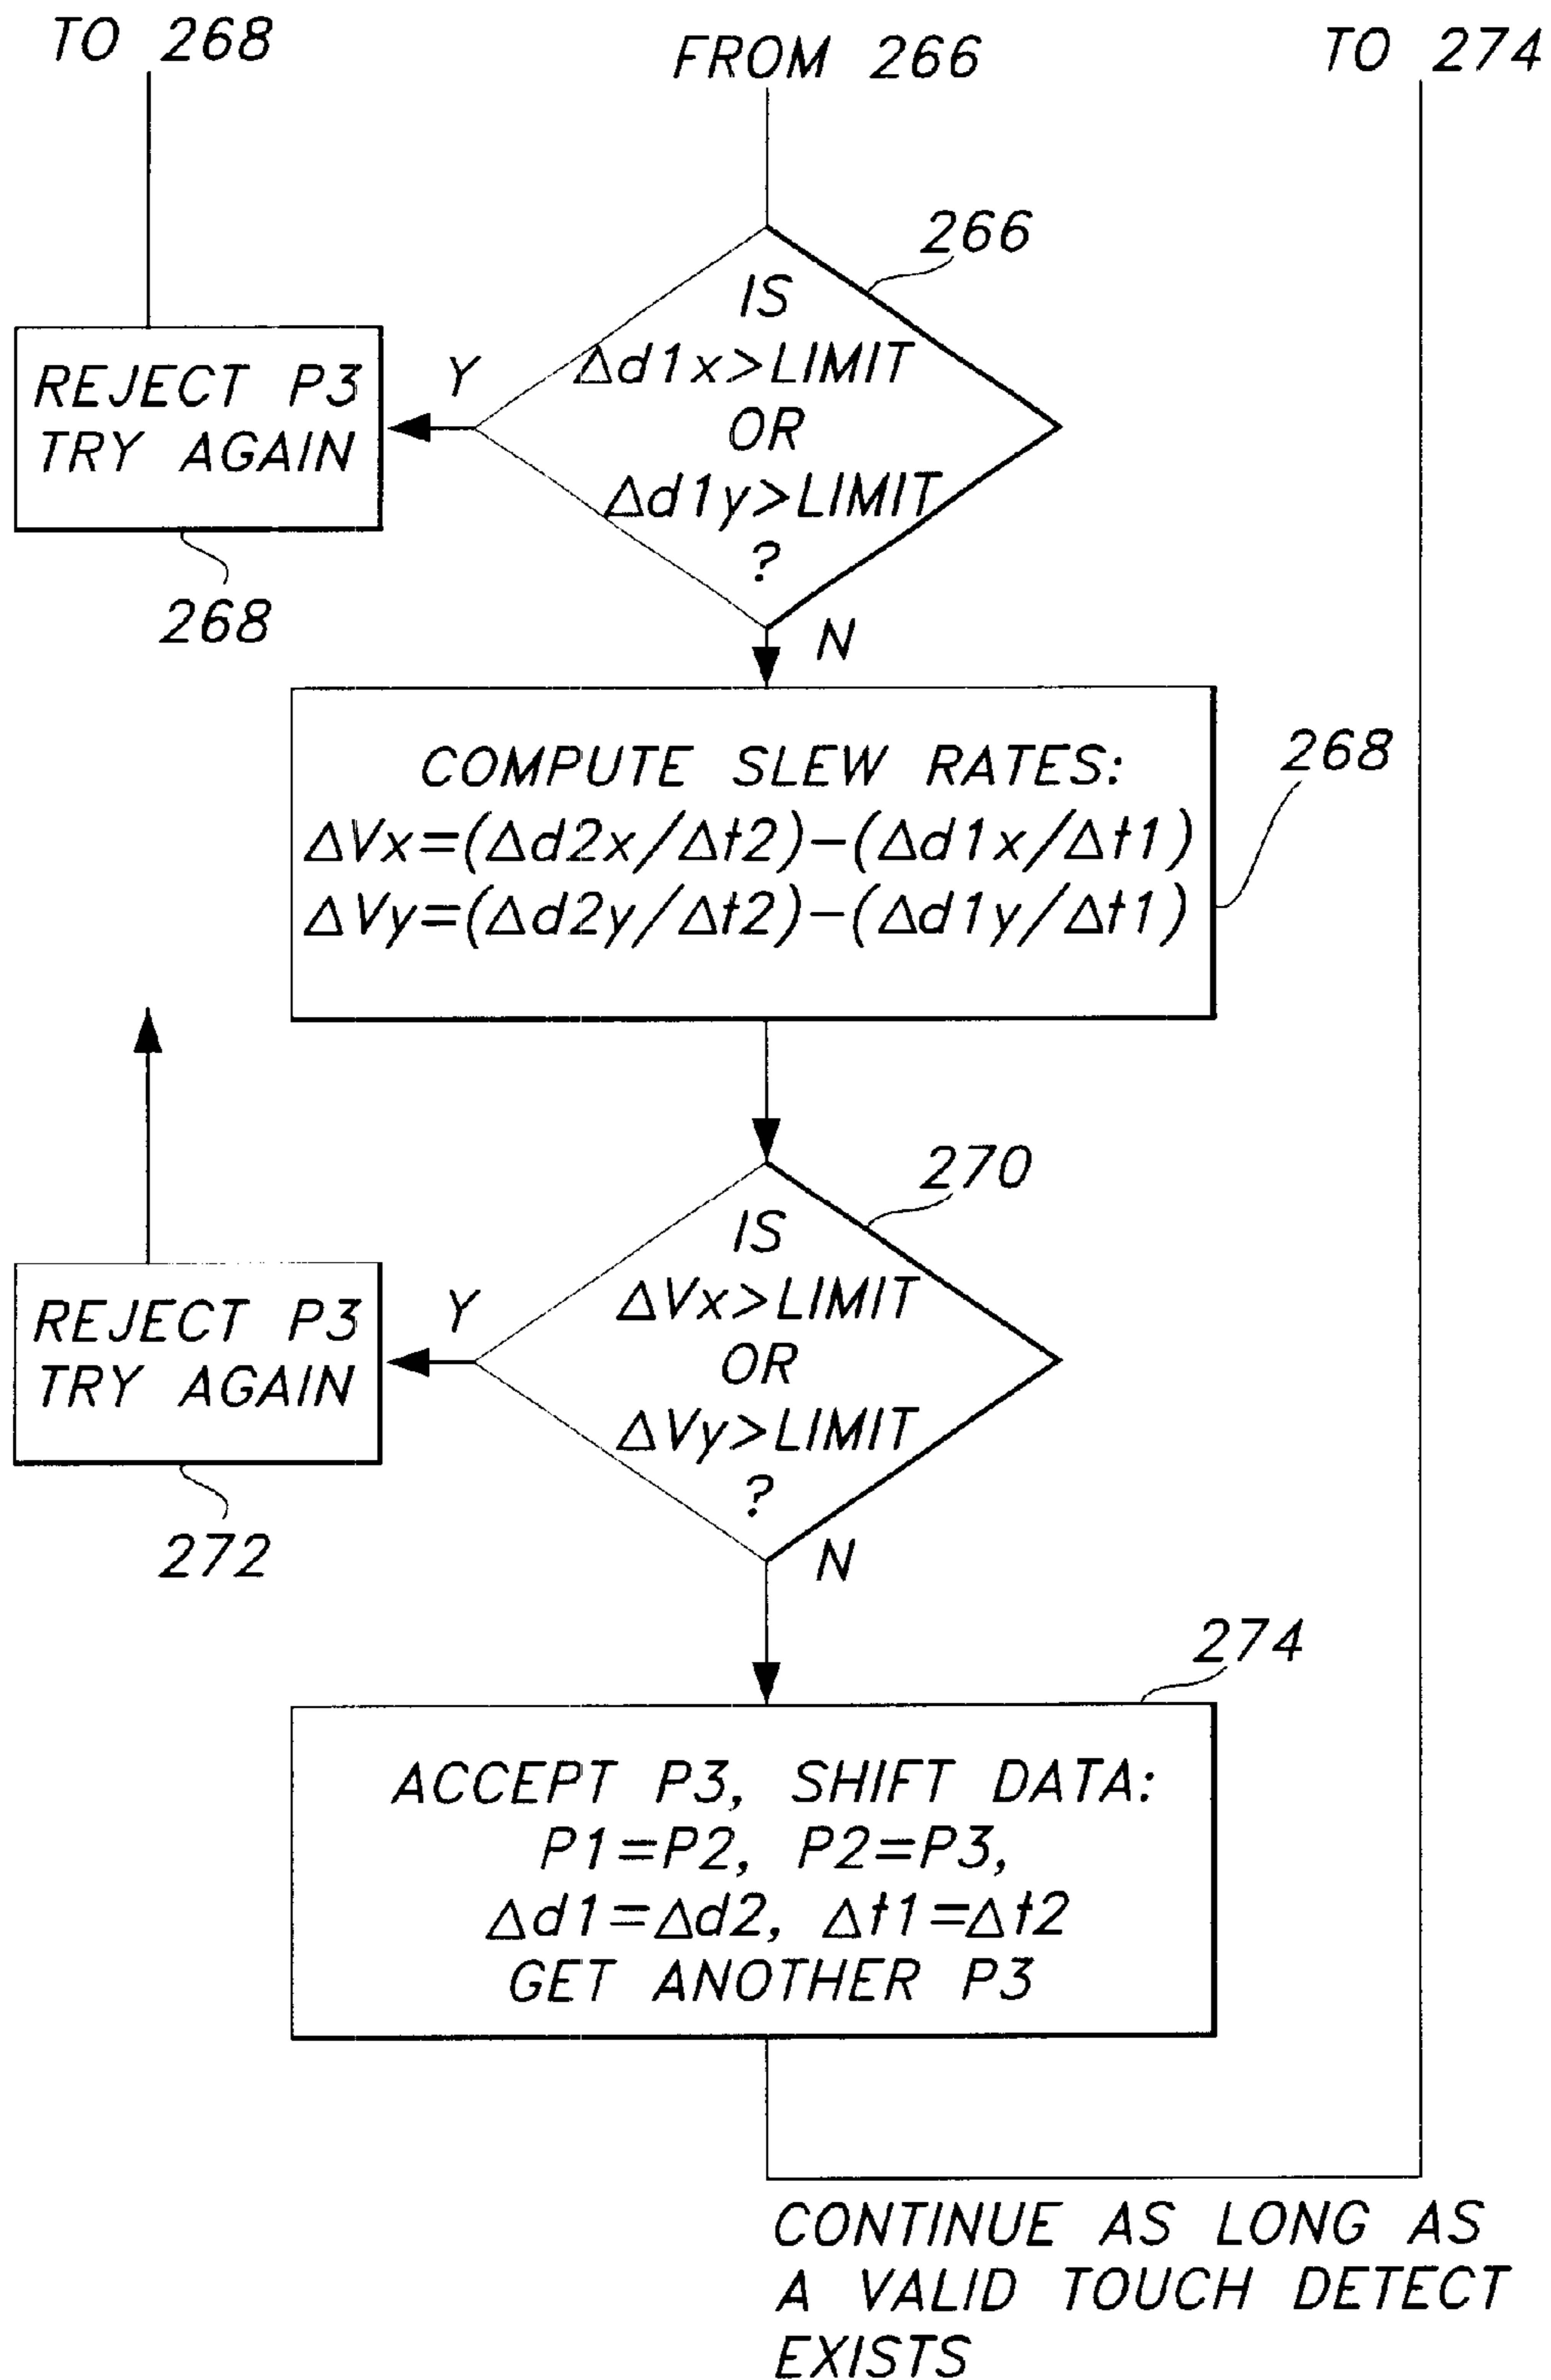 TO 268
FROM 266
TO 274
266
IS
Δd1x>LIMIT
OR
Δd1y>LIMIT
?
Y
REJECT P3
TRY AGAIN
268
N
COMPUTE SLEW RATES:
ΔVx=(Δd2x/Δt2)-(Δd1x/Δt1)
ΔVy=(Δd2y/Δt2)-(Δd1y/Δt1)
268
270
IS
ΔVx>LIMIT
OR
ΔVy>LIMIT
?
Y
REJECT P3
TRY AGAIN
272
N
274
ACCEPT P3, SHIFT DATA:
P1=P2, P2=P3,
Δd1=Δd2, Δt1=Δt2
GET ANOTHER P3
CONTINUE AS LONG AS
A VALID TOUCH DETECT
EXISTS